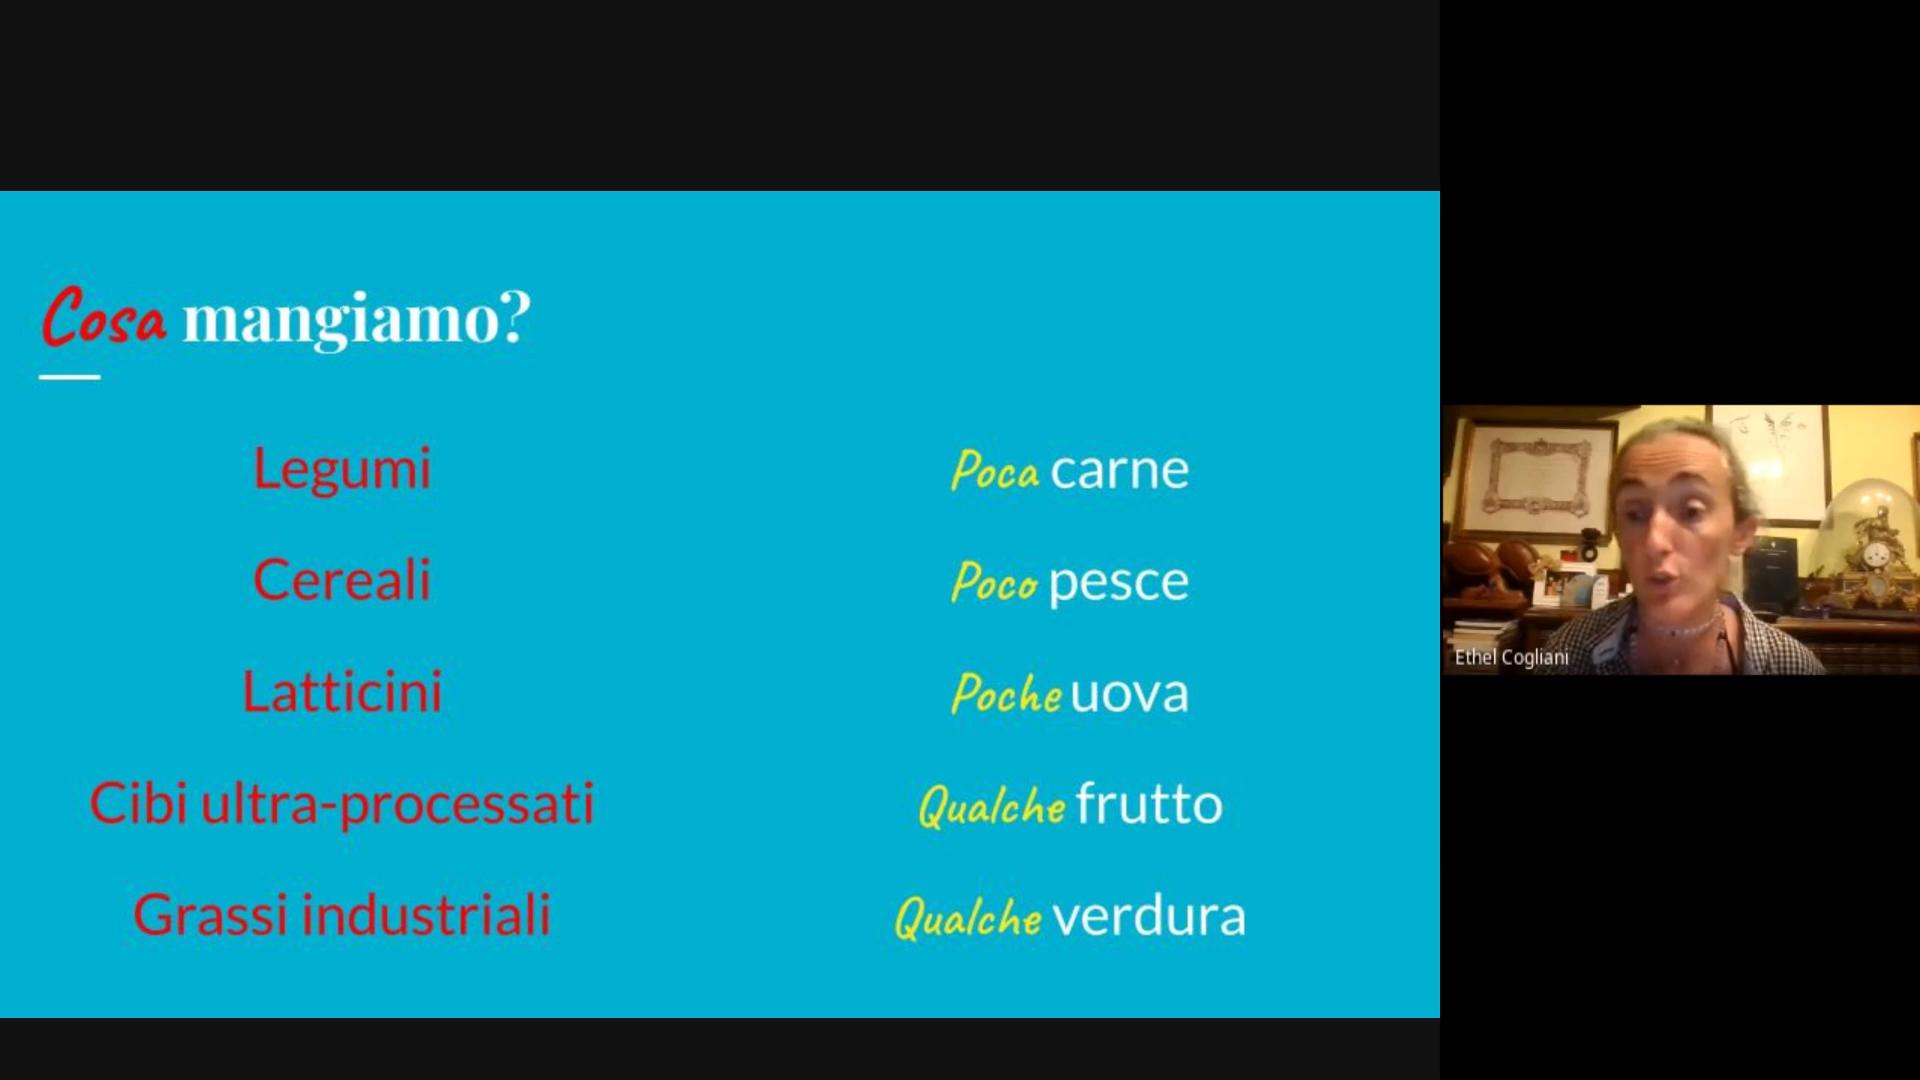 Cosa mangiamo?
Legumi
Cereali
Latticini
Cibi ultra-processati
Grassi industriali
Poca carne
Poco pesce
Poche uova
Qualche frutto
Qualche verdura
Ethel Cogliani